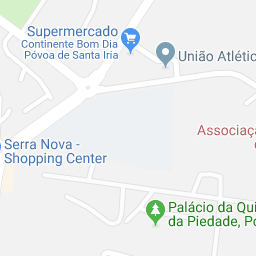 Supermercado
Continente Bom Dia
Póvoa de Santa Iria
União Atlétic
Associaça
Serra Nova -
Shopping Center
Palácio da Qui
da Piedade, Po